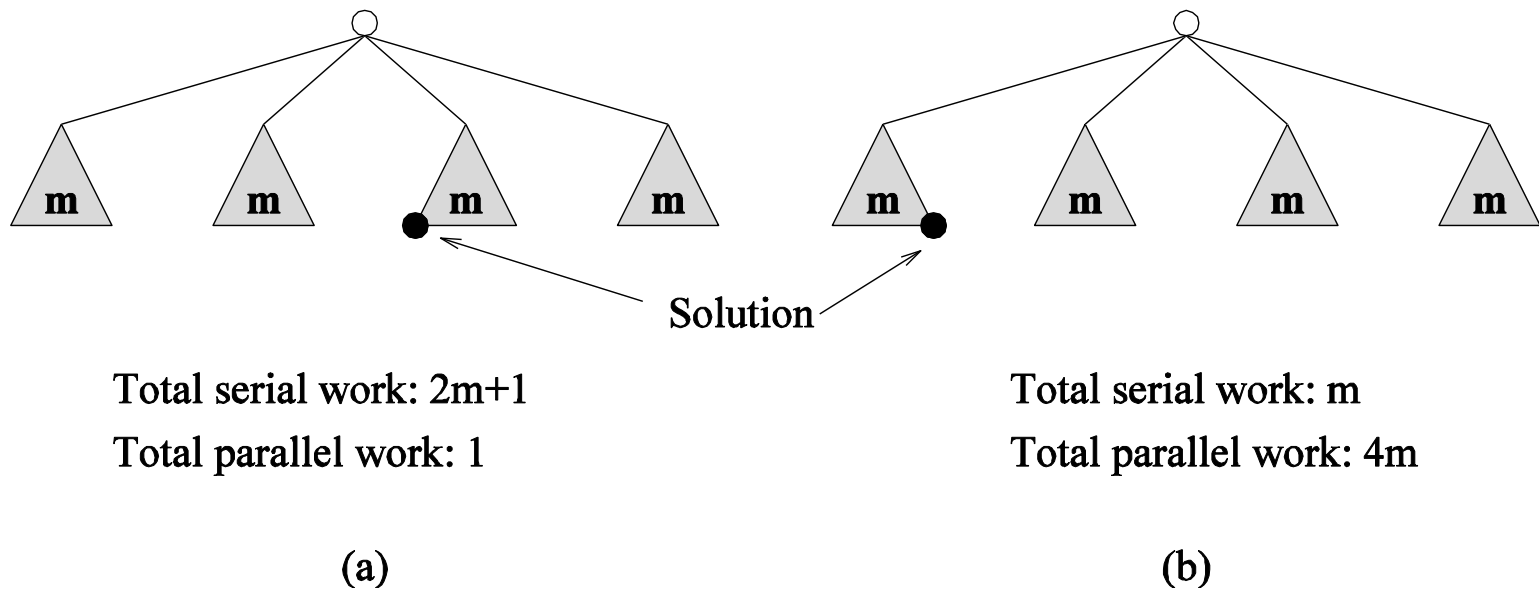 m m m m
m m m m
Solution
Total serial work: 2m+1
Total parallel work: 1
Total serial work: m
Total parallel work: 4m
(a)
(b)